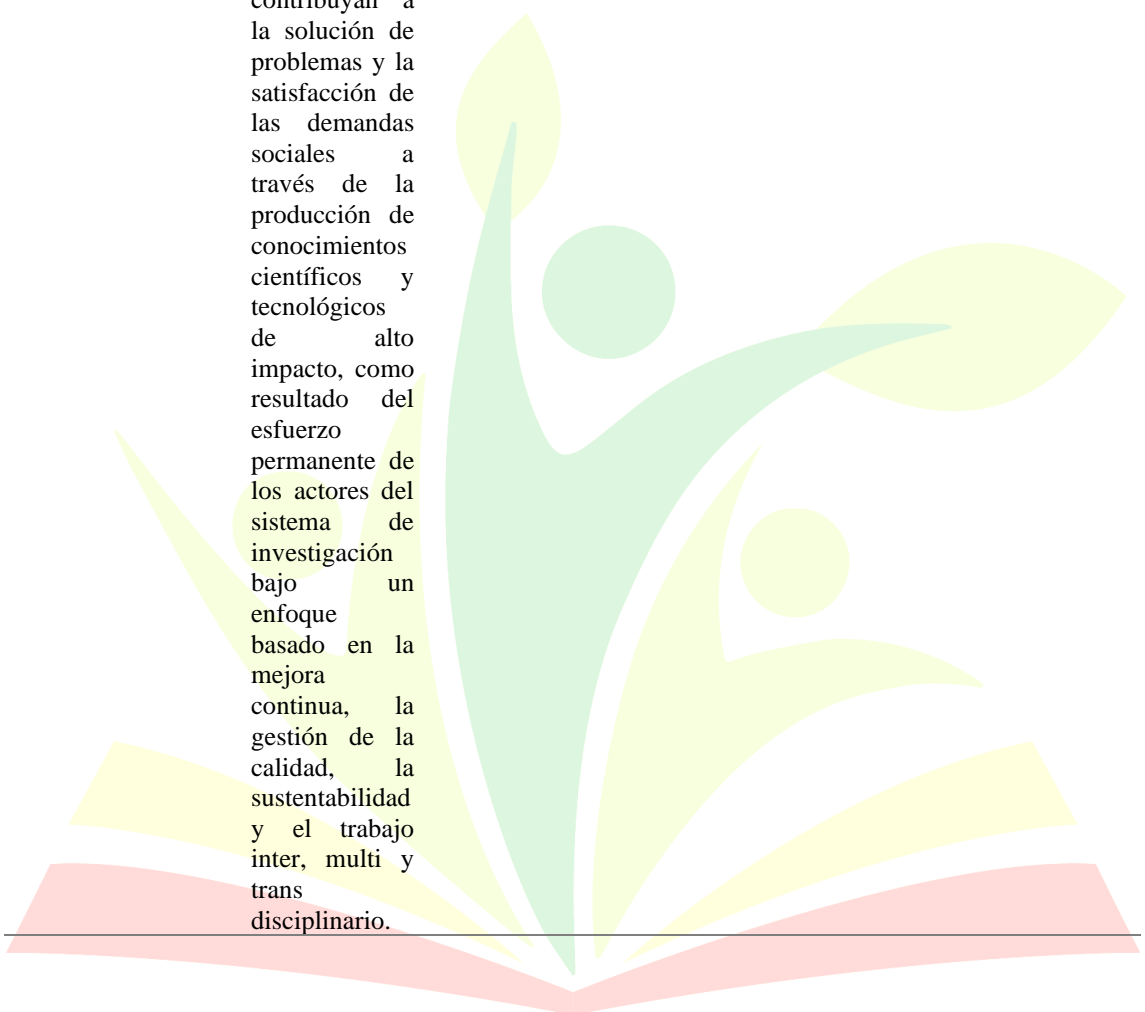 contribuyan a
la solución de
problemas y la
satisfacción de
las demandas
sociales a
través de la
producción de
conocimientos
científicos y
tecnológicos
de alto
impacto, como
resultado del
esfuerzo
permanente de
los actores del
sistema de
investigación
bajo un
enfoque
basado en la
mejora
continua, la
gestión de la
calidad, la
sustentabilidad
y el trabajo
inter, multi y
trans
disciplinario.